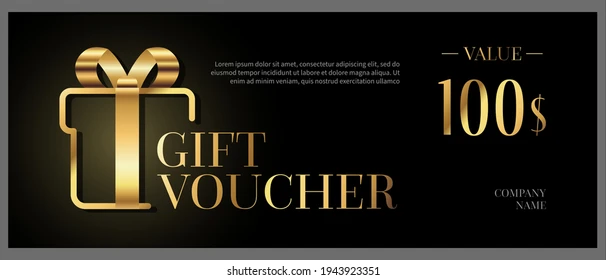 Lorem ipsum dolor sit amet, consectetur adipiscing elit, sed do
eiusmod tempor incididunt ut labore et dolore magna aliqua. Ut
enim ad minim veniam, quis nostrud exercitation ullamco
GIFT
VOUCHER
— VALUE —
100$
COMPANY
NAME
shutterstock.com · 1943923351